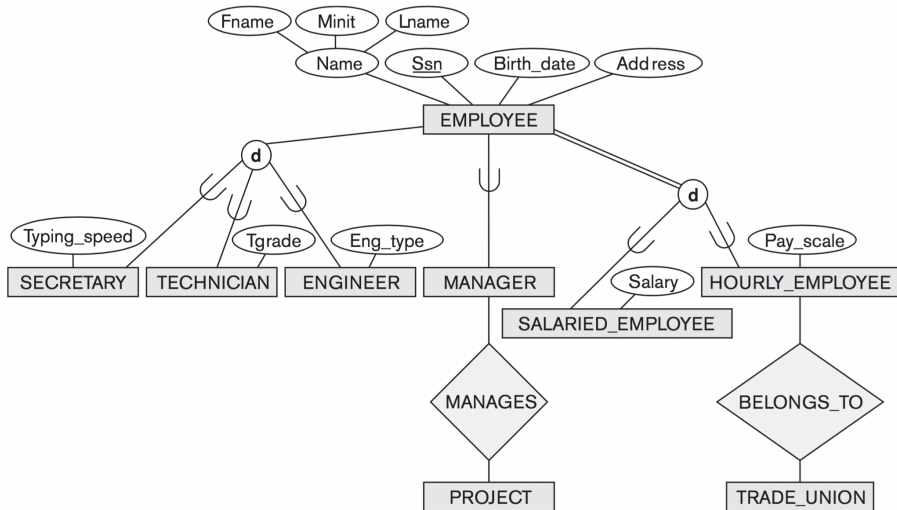 Fname Minit Lname
Name Ssn Birth_date Address
EMPLOYEE
d
d
Typing_speed Tgrade Eng_type Pay_scale
SECRETARY TECHNICIAN ENGINEER MANAGER Salary HOURLY_EMPLOYEE
SALARIED_EMPLOYEE
MANAGES BELONGS_TO
PROJECT TRADE_UNION